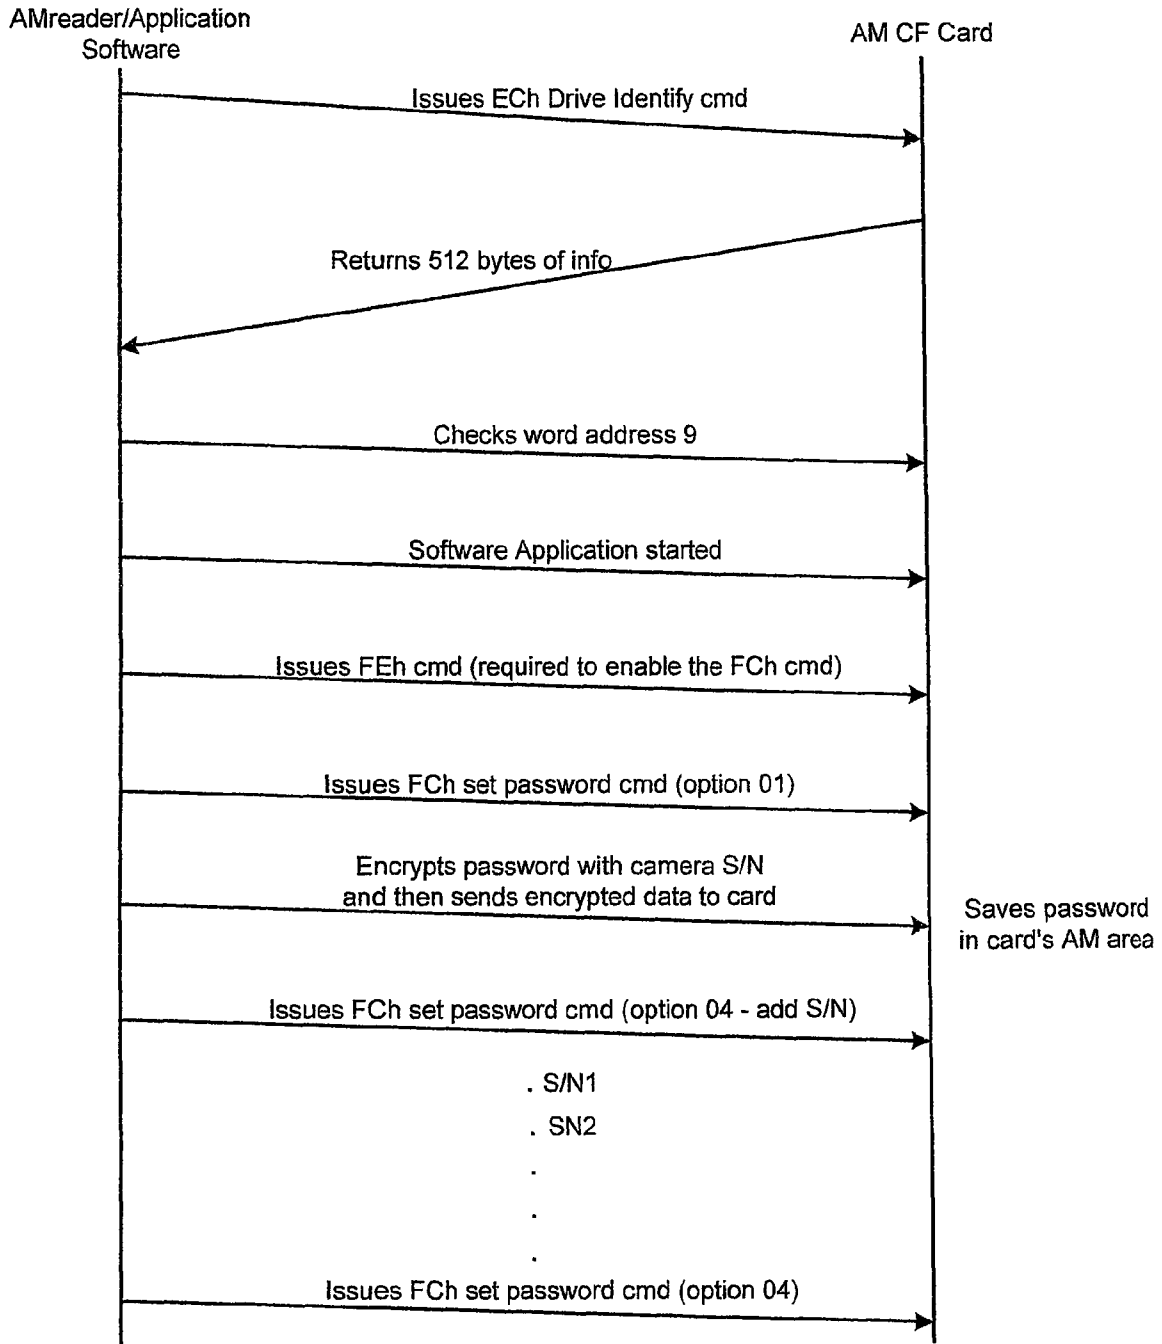 AMreader/Application
Software
AM CF Card
Issues ECh Drive Identify cmd
Returns 512 bytes of info
Checks word address 9
Software Application started
Issues FEh cmd (required to enable the FCh cmd)
Issues FCh set password cmd (option 01)
Encrypts password with camera S/N
and then sends encrypted data to card
Saves password
in card's AM area
Issues FCh set password cmd (option 04 - add S/N)
. S/N1
. SN2
.
.
.
Issues FCh set password cmd (option 04)